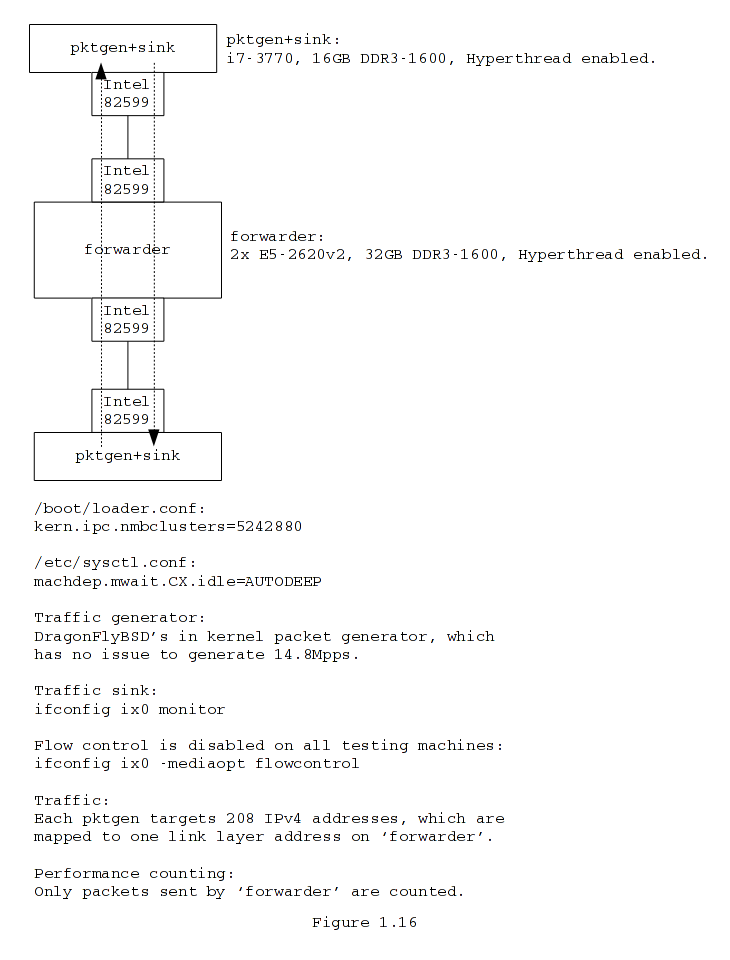 pktgen+sink
pktgen+sink:
i7-3770, 16GB DDR3-1600, Hyperthread enabled.
Intel
82599
Intel
82599
forwarder
forwarder:
2x E5-2620v2, 32GB DDR3-1600, Hyperthread enabled.
Intel
82599
Intel
82599
pktgen+sink
/boot/loader.conf:
kern.ipc.nmbclusters=5242880
/etc/sysctl.conf:
machdep.mwait.CX.idle=AUTODEEP
Traffic generator:
DragonFlyBSD’s in kernel packet generator, which
has no issue to generate 14.8Mpps.
Traffic sink:
ifconfig ix0 monitor
Flow control is disabled on all testing machines:
ifconfig ix0 -mediaopt flowcontrol
Traffic:
Each pktgen targets 208 IPv4 addresses, which are
mapped to one link layer address on ‘forwarder’.
Performance counting:
Only packets sent by ‘forwarder’ are counted.
Figure 1.16